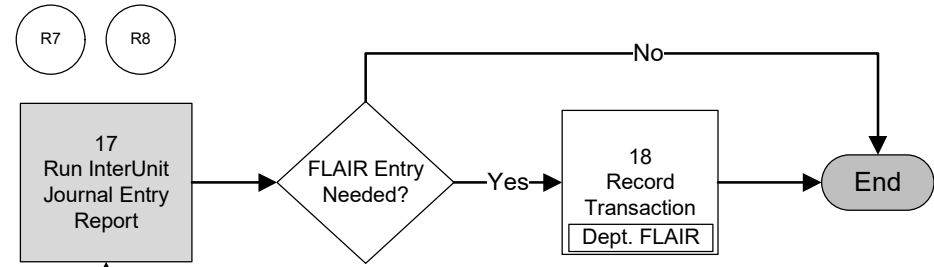 R7
R8
No
17
Run InterUnit
Journal Entry
Report
FLAIR Entry
Needed?
Yes
18
Record
Transaction
Dept. FLAIR
End